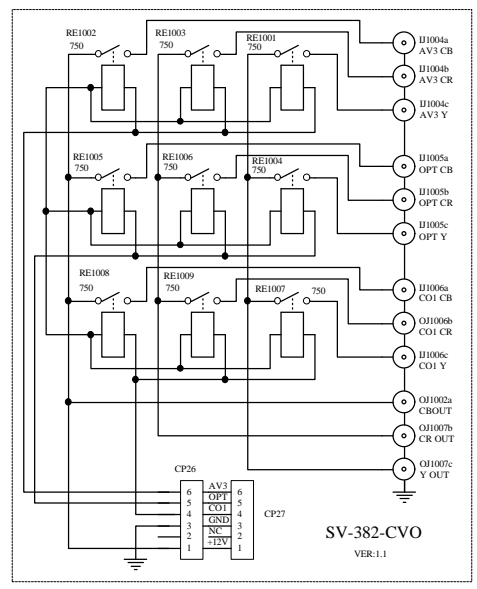 RE1002 RE1003 RE1001
750 750 750
IJ1004a
AV3 CB
IJ1004b
AV3 CR
IJ1004c
AV3 Y
RE1005 RE1006 RE1004
750 750 750
IJ1005a
OPT CB
IJ1005b
OPT CR
IJ1005c
OPT Y
RE1008 RE1009 RE1007 750
750 750
IJ1006a
CO1 CB
OJ1006b
CO1 CR
IJ1006c
CO1 Y
OJ1002a
CBOUT
OJ1007b
CR OUT
OJ1007c
Y OUT
CP26
6 AV3 6
5 OPT 5
4 CO1 4
3 GND 3
2 NC 2
1 +12V 1
CP27
SV-382-CVO
VER:1.1